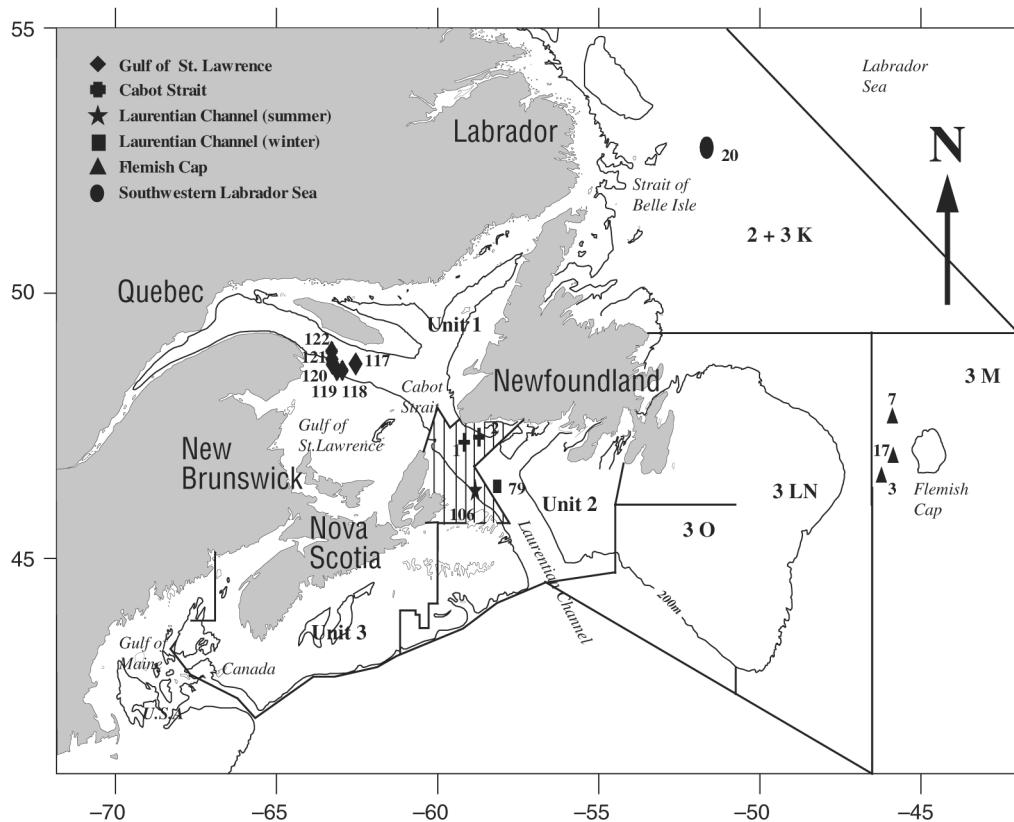 55
Gulf of St. Lawrence
Cabot Strait
Laurentian Channel (summer)
Laurentian Channel (winter)
Flemish Cap
Southwestern Labrador Sea
Labrador
Sea
Labrador
N
20
Strait of
Belle Isle
2 + 3 K
50
Quebec
Unit 1
122
121
117
120
119
118
Newfoundland
3 M
Cabot
Strait
7
Gulf of
St.Lawrence
2
1
17
New
Brunswick
79
3 LN
3
Flemish
Cap
Unit 2
106
3 O
Nova
Scotia
45
Laurentian Channel
200m
Unit 3
Gulf of
Maine
Canada
U.S.A
–70
–65
–60
–55
–50
–45